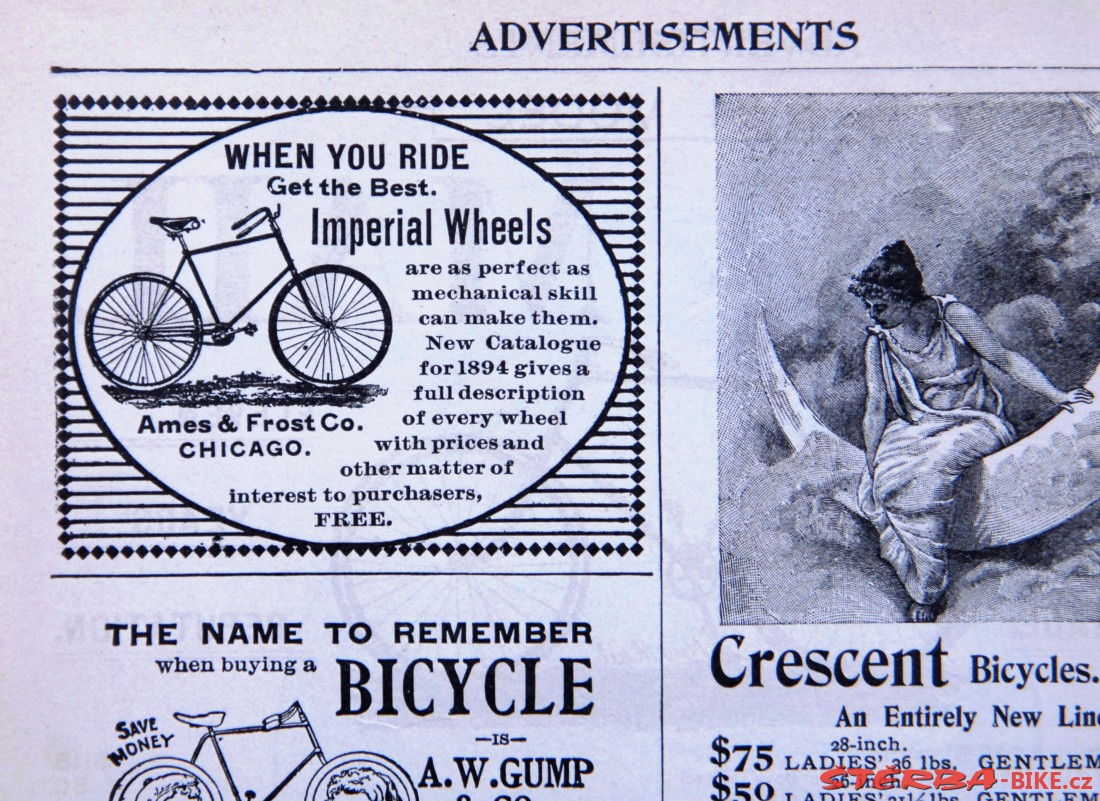 ADVERTISEMENTS
WHEN YOU RIDE
Get the Best.
Imperial Wheels
are as perfect as
mechanical skill
can make them.
New Catalogue
for 1894 gives a
full description
of every wheel
with prices and
other matter of
interest to purchasers,
FREE.
Ames & Frost Co.
CHICAGO.
THE NAME TO REMEMBER
when buying a
BICYCLE
—IS—
A.W.GUMP
& CO
SAVE
MONEY
Crescent Bicycles.
An Entirely New
28-inch.
$75 LADIES' 36 lbs.
$50 LADIES'
STERBA-BIKE.cz